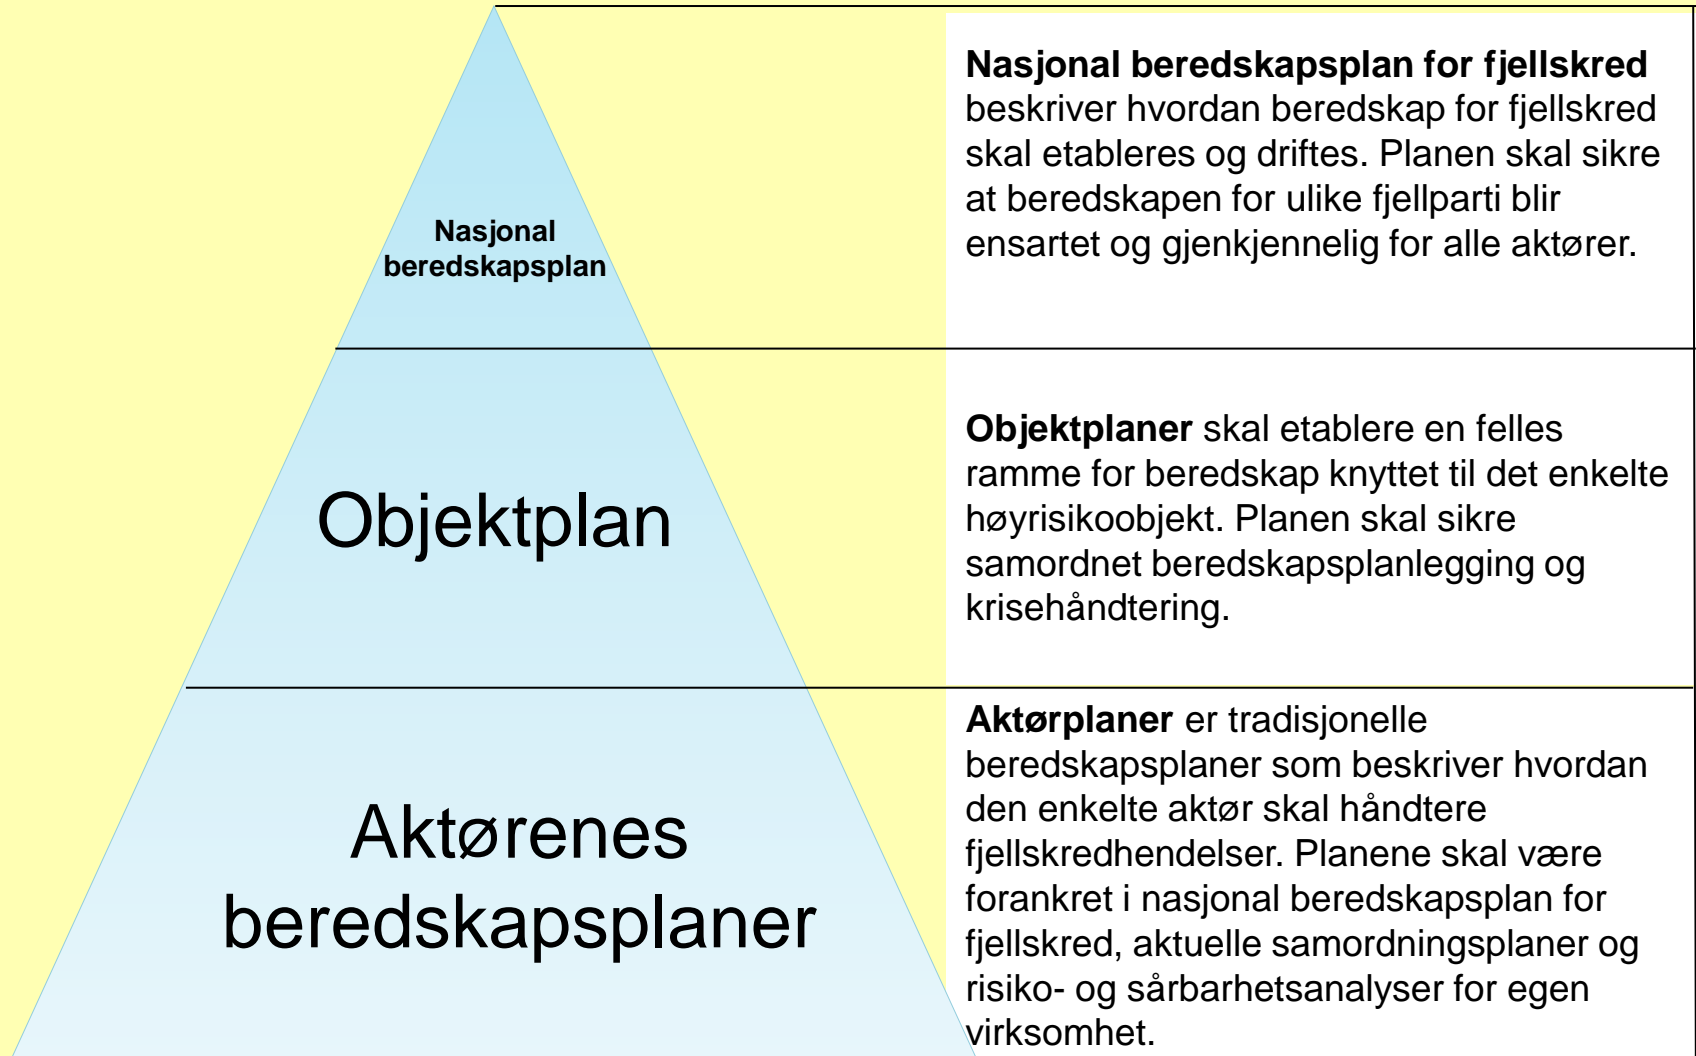 Nasjonal
beredskapsplan
Nasjonal beredskapsplan for fjellskred
beskriver hvordan beredskap for fjellskred
skal etableres og driftes. Planen skal sikre
at beredskapen for ulike fjellparti blir
ensartet og gjenkjennelig for alle aktører.
Objektplan
Objektplaner skal etablere en felles
ramme for beredskap knyttet til det enkelte
høyrisikoobjekt. Planen skal sikre
samordnet beredskapsplanlegging og
krisehåndtering.
Aktørenes
beredskapsplaner
Aktørplaner er tradisjonelle
beredskapsplaner som beskriver hvordan
den enkelte aktør skal håndtere
fjellskredhendelser. Planene skal være
forankret i nasjonal beredskapsplan for
fjellskred, aktuelle samordningsplaner og
risiko- og sårbarhetsanalyser for egen
virksomhet.